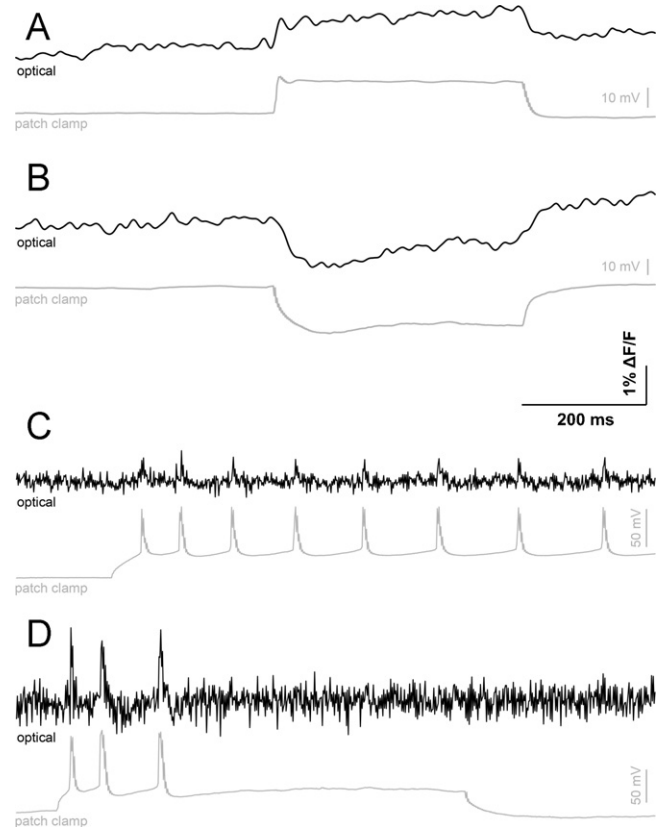 A
optical
10 mV
patch clamp
B
optical
10 mV
patch clamp
1% ΔF/F
200 ms
C
optical
50 mV
patch clamp
D
optical
50 mV
patch clamp